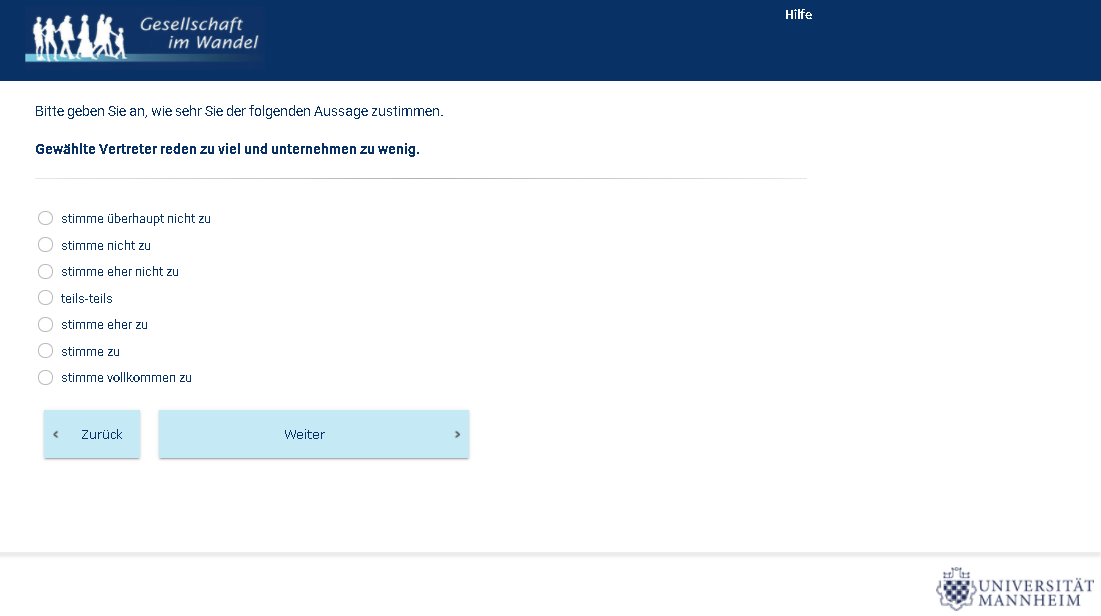 Gesellschaft
im Wandel
Hilfe
Bitte geben Sie an, wie sehr Sie der folgenden Aussage zustimmen.
Gewählte Vertreter reden zu viel und unternehmen zu wenig.
stimme überhaupt nicht zu
stimme nicht zu
stimme eher nicht zu
teils-teils
stimme eher zu
stimme zu
stimme vollkommen zu
Zurück
Weiter
UNIVERSITÄT
MANNHEIM